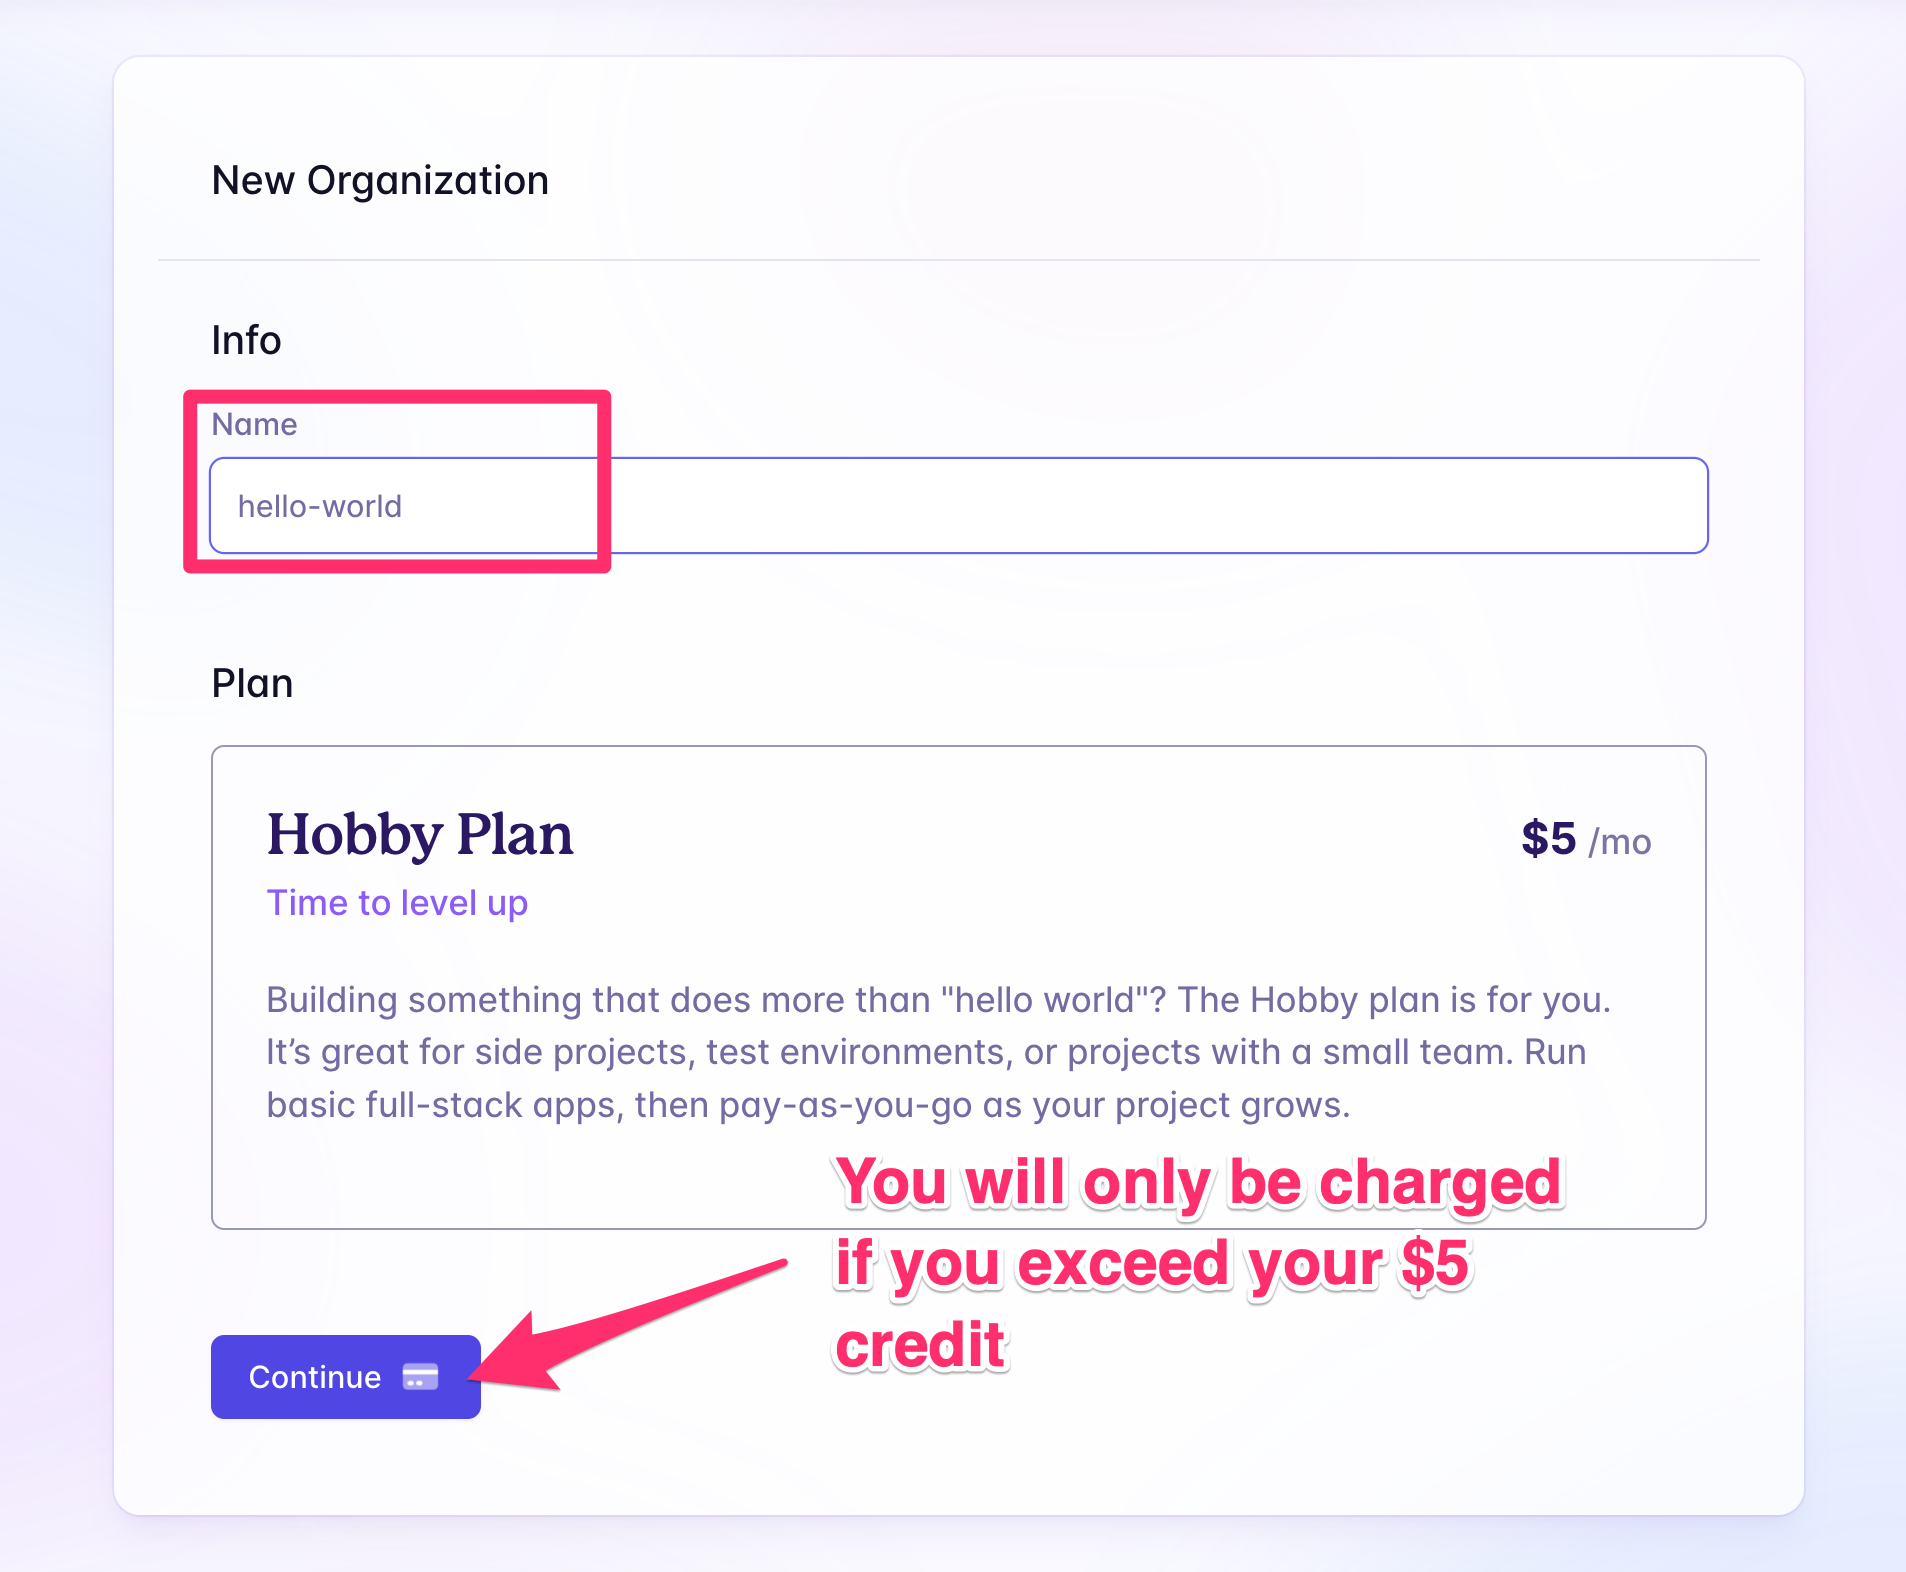 New Organization
Info
Name
hello-world
Plan
Hobby Plan
$5 /mo
Time to level up
Building something that does more than "hello world"? The Hobby plan is for you.
It’s great for side projects, test environments, or projects with a small team. Run
basic full-stack apps, then pay-as-you-go as your project grows.
You will only be charged
if you exceed your $5
credit
Continue